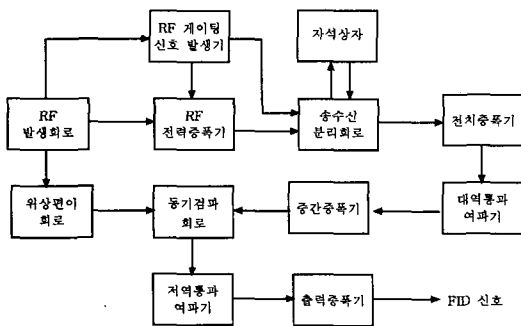 RF 게이팅
신호 발생기
자석상자
RF
발생회로
RF
전력증폭기
송수신
분리회로
전치증폭기
위상편이
회로
동기검파
회로
중간증폭기
대역통과
여파기
저역통과
여파기
출력증폭기
FID 신호